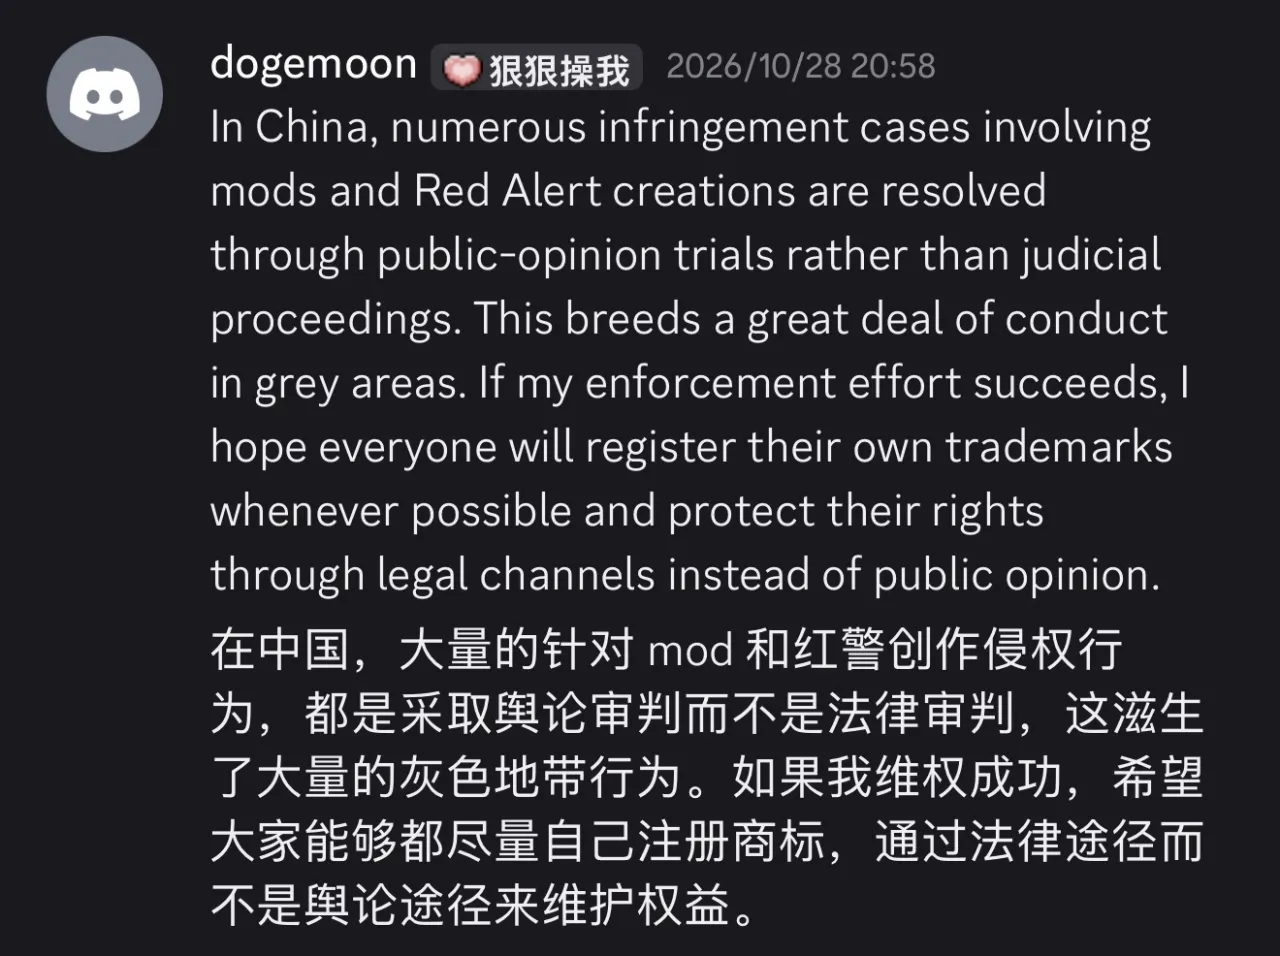 dogemoon 狠狠操我 2026/10/28 20:58
In China, numerous infringement cases involving
mods and Red Alert creations are resolved
through public-opinion trials rather than judicial
proceedings. This breeds a great deal of conduct
in grey areas. If my enforcement effort succeeds, I
hope everyone will register their own trademarks
whenever possible and protect their rights
through legal channels instead of public opinion.
在中国，大量的针对 mod 和红警创作侵权行
为，都是采取舆论审判而不是法律审判，这滋生
了大量的灰色地带行为。如果我维权成功，希望
大家能够都尽量自己注册商标，通过法律途径而
不是舆论途径来维护权益。